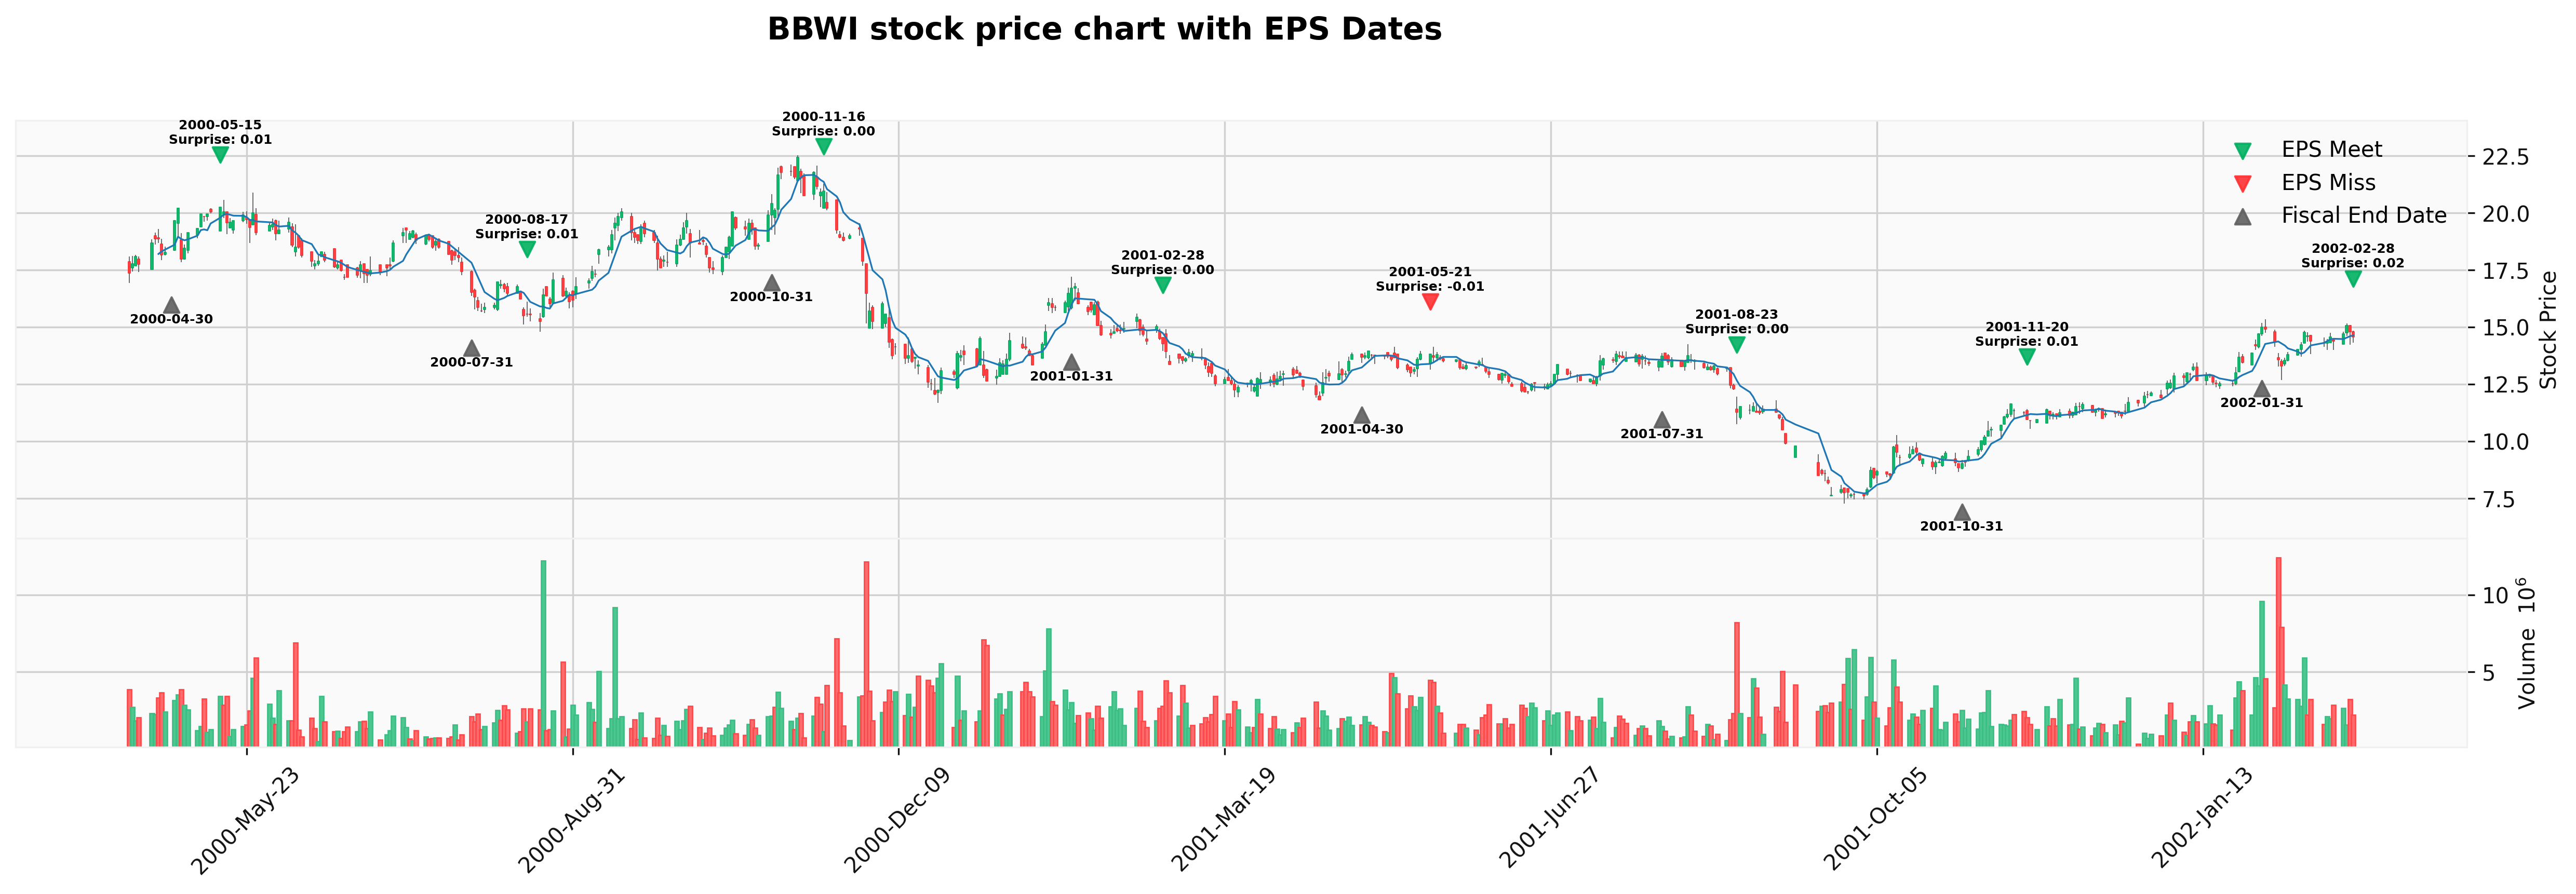 BBWI stock price chart with EPS Dates
2000-05-15
Surprise: 0.01
2000-11-16
Surprise: 0.00
2000-08-17
Surprise: 0.01
2001-02-28
Surprise: 0.00
2001-05-21
Surprise: -0.01
2001-08-23
Surprise: 0.00
2001-11-20
Surprise: 0.01
2002-02-28
Surprise: 0.02
EPS Meet
EPS Miss
Fiscal End Date
2000-04-30
2000-07-31
2000-10-31
2001-01-31
2001-04-30
2001-07-31
2001-10-31
2002-01-31
22.5
20.0
17.5
15.0
12.5
10.0
7.5
Stock Price
10
5
Volume 10^6
2000-May-23
2000-Aug-31
2000-Dec-09
2001-Mar-19
2001-Jun-27
2001-Oct-05
2002-Jan-13